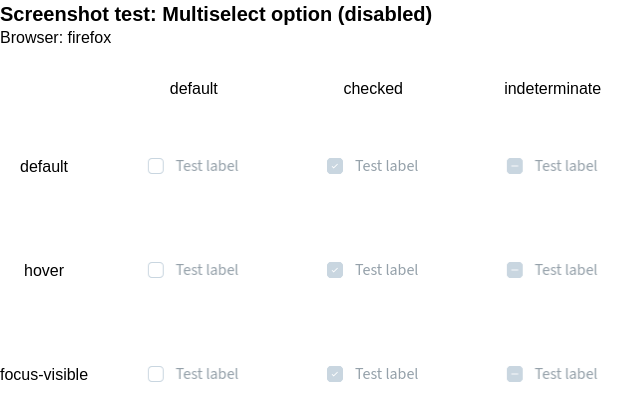 Screenshot test: Multiselect option (disabled)
Browser: firefox
default checked indeterminate
default Test label Test label Test label
hover Test label Test label Test label
focus-visible Test label Test label Test label